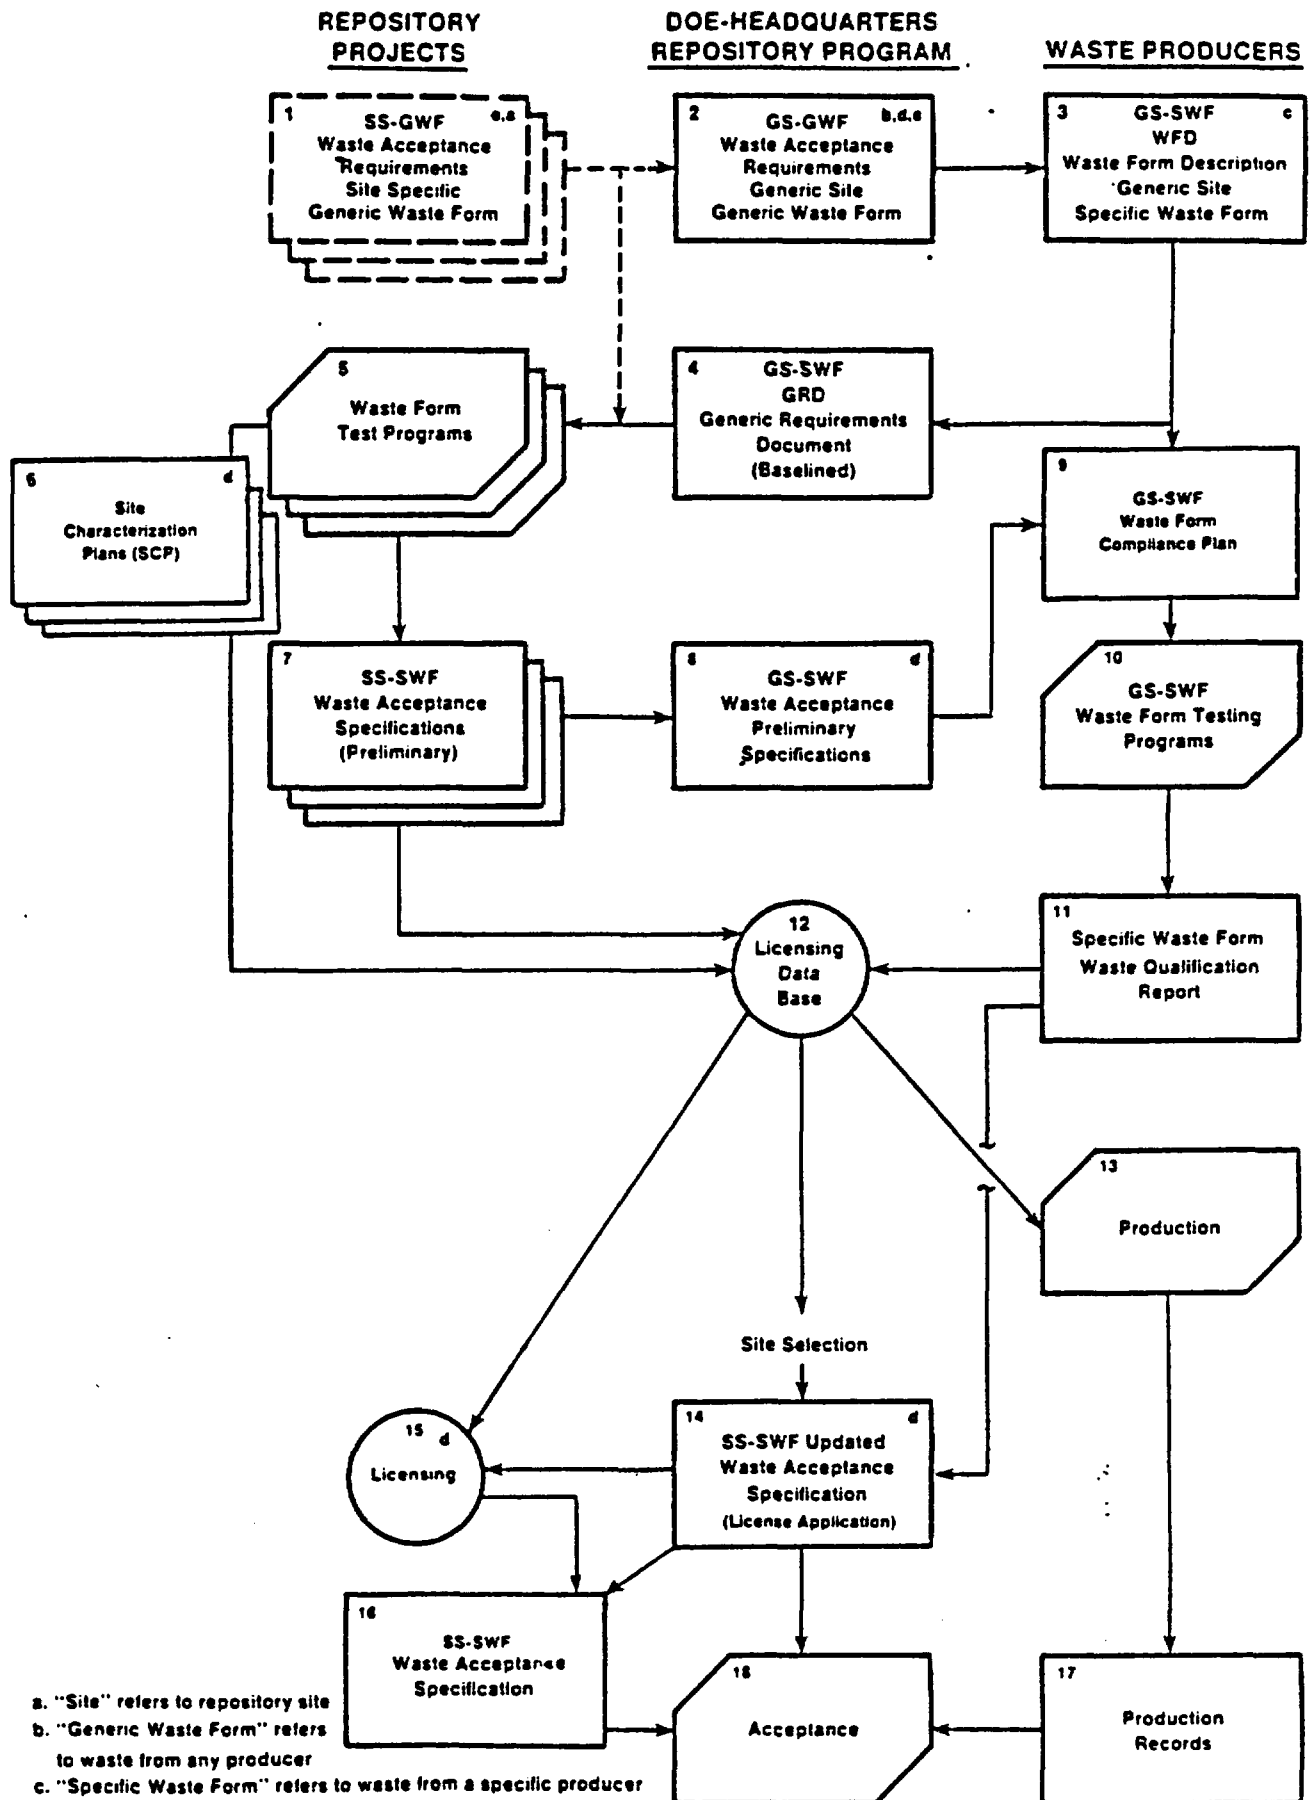 REPOSITORY
PROJECTS
DOE-HEADQUARTERS
REPOSITORY PROGRAM
WASTE PRODUCERS
1
SS-GWF
Waste Acceptance
Requirements
Site Specific
Generic Waste Form
2
b,d,e
GS-GWF
Waste Acceptance
Requirements
Generic Site
Generic Waste Form
3
c
GS-SWF
WFD
Waste Form Description
Generic Site
Specific Waste Form
5
Waste Form
Test Programs
4
GS-SWF
GRD
Generic Requirements
Document
(Baselined)
6
d
Site
Characterization
Plans (SCP)
9
GS-SWF
Waste Form
Compliance Plan
7
SS-SWF
Waste Acceptance
Specifications
(Preliminary)
8
d
GS-SWF
Waste Acceptance
Preliminary
Specifications
10
GS-SWF
Waste Form Testing
Programs
12
Licensing
Data
Base
11
Specific Waste Form
Waste Qualification
Report
13
Production
Site Selection
15
d
Licensing
14
d
SS-SWF Updated
Waste Acceptance
Specification
(License Application)
16
SS-SWF
Waste Acceptance
Specification
18
Acceptance
17
Production
Records
a. "Site" refers to repository site
b. "Generic Waste Form" refers
to waste from any producer
c. "Specific Waste Form" refers to waste from a specific producer